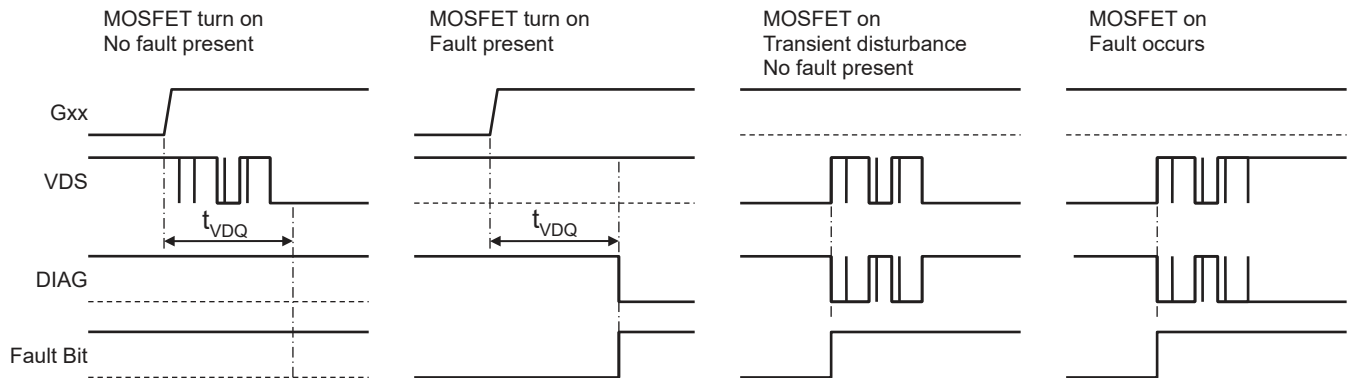 MOSFET turn on
No fault present
MOSFET turn on
Fault present
MOSFET on
Transient disturbance
No fault present
MOSFET on
Fault occurs
Gxx
VDS
tVDQ
tVDQ
DIAG
Fault Bit